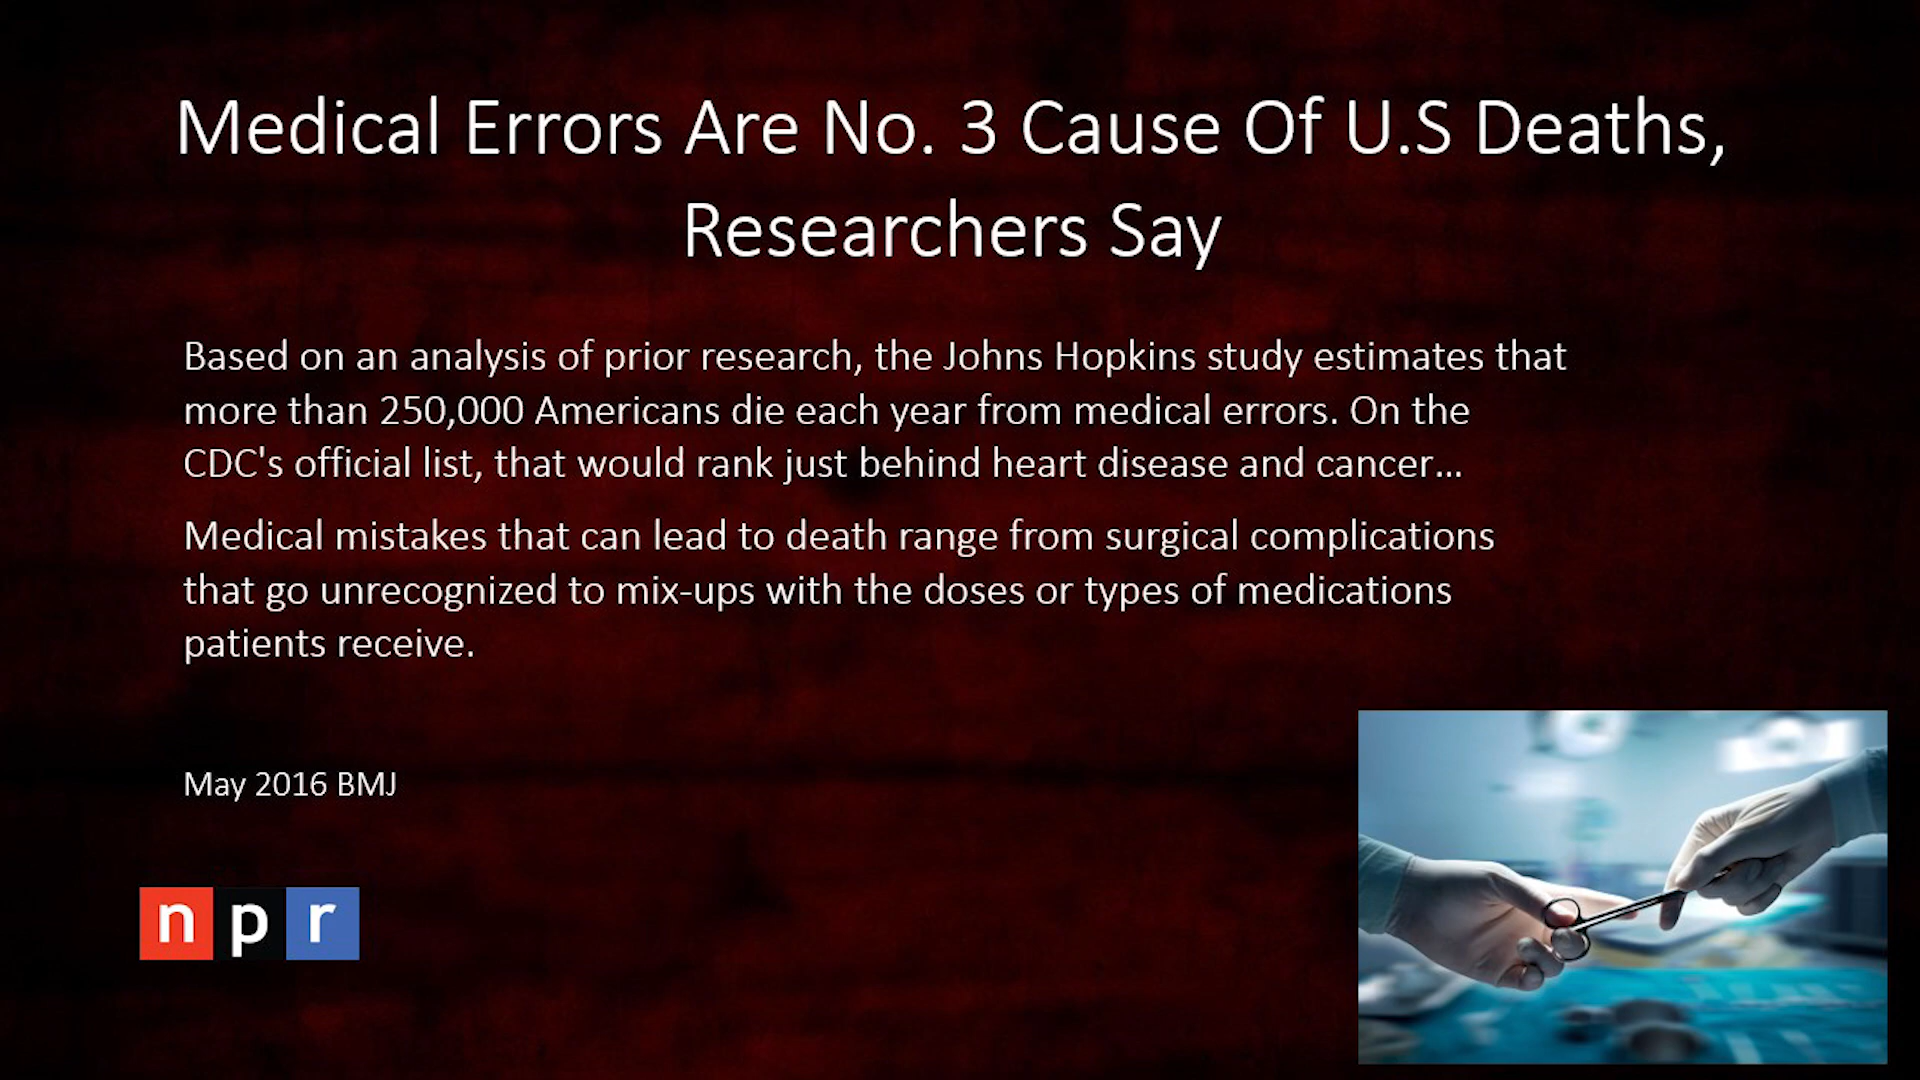 Medical Errors Are No. 3 Cause Of U.S Deaths,
Researchers Say
Based on an analysis of prior research, the Johns Hopkins study estimates that
more than 250,000 Americans die each year from medical errors. On the
CDC's official list, that would rank just behind heart disease and cancer…
Medical mistakes that can lead to death range from surgical complications
that go unrecognized to mix-ups with the doses or types of medications
patients receive.
May 2016 BMJ
npr